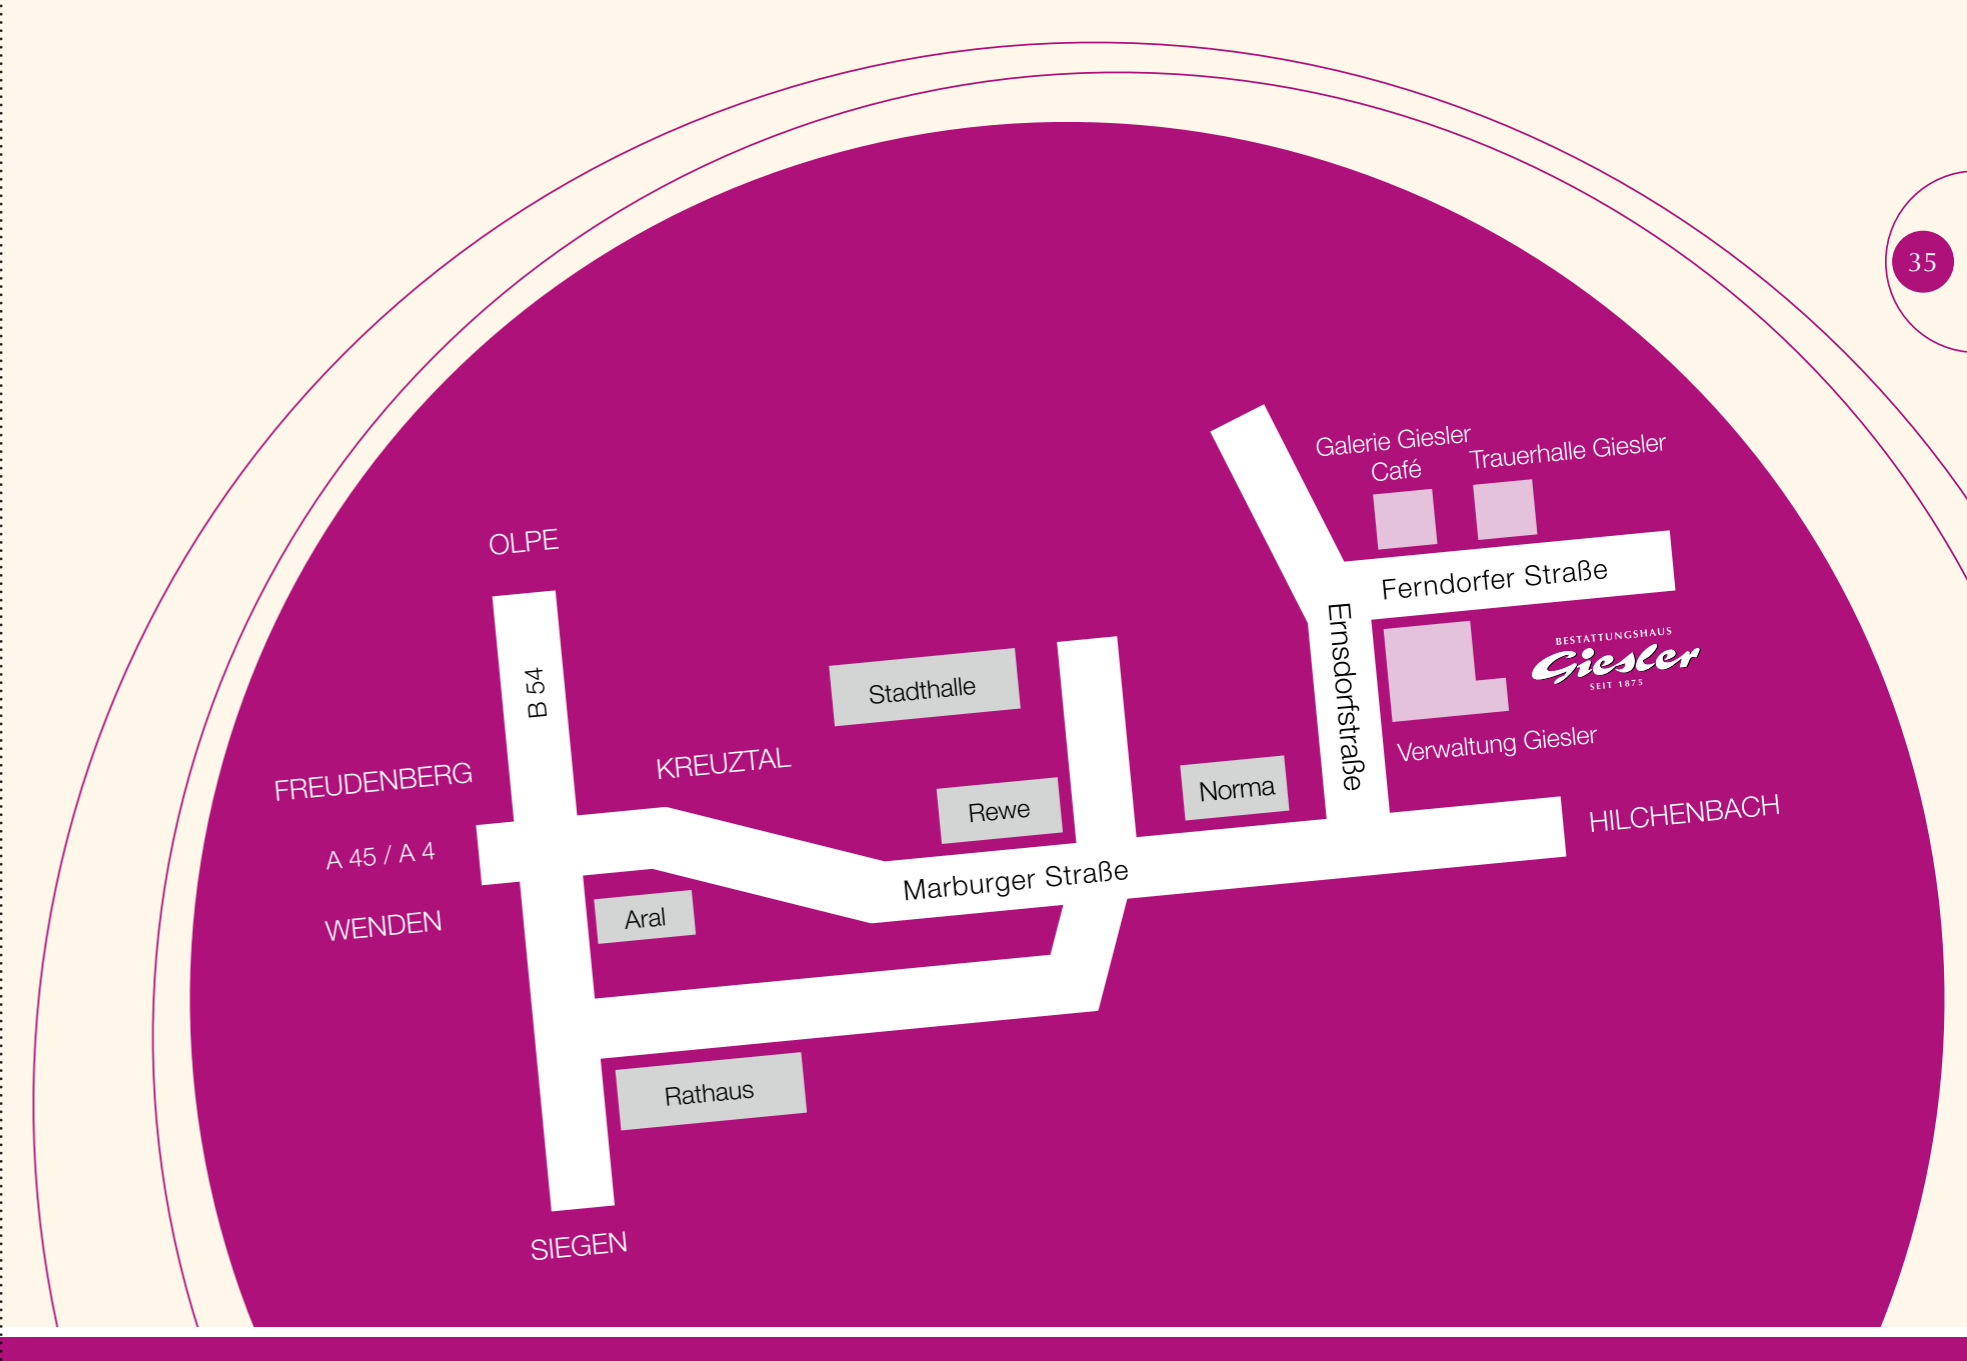 35
Galerie Giesler
Café
Trauerhalle Giesler
OLPE
Ferndorfer Straße
Ernsdorfstraße
BESTATTUNGSHAUS
Giesler
SEIT 1875
B 54
Stadthalle
Verwaltung Giesler
KREUZTAL
FREUDENBERG
Norma
Rewe
HILCHENBACH
A 45 / A 4
Marburger Straße
WENDEN
Aral
Rathaus
SIEGEN